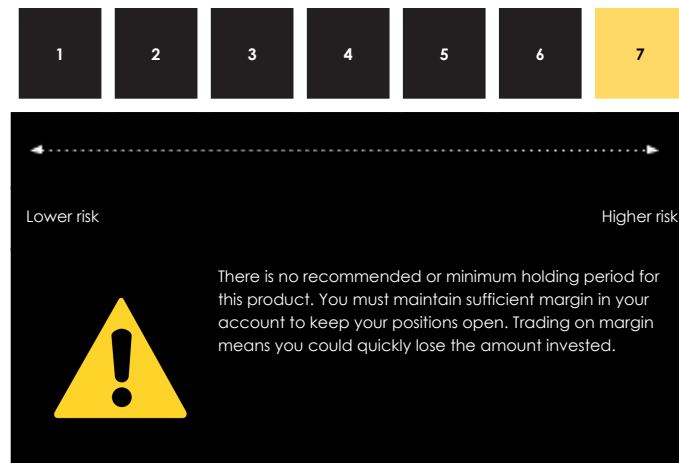 1 2 3 4 5 6 7
Lower risk Higher risk
There is no recommended or minimum holding period for
this product. You must maintain sufficient margin in your
account to keep your positions open. Trading on margin
means you could quickly lose the amount invested.